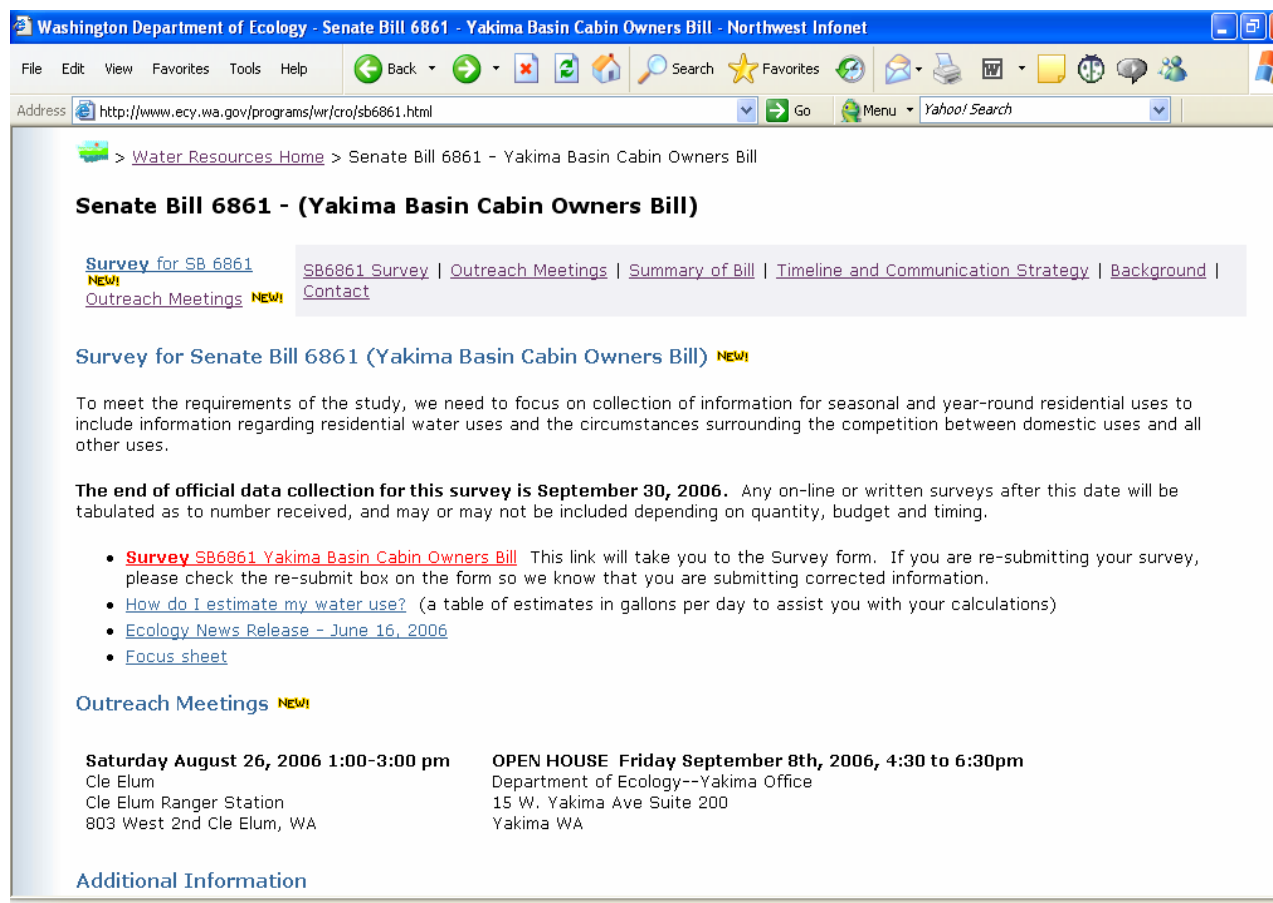 Washington Department of Ecology - Senate Bill 6861 - Yakima Basin Cabin Owners Bill - Northwest Infonet
File Edit View Favorites Tools Help Back Search Favorites
Address http://www.ecy.wa.gov/programs/wr/cro/sb6861.html Go Menu Yahoo! Search
> Water Resources Home > Senate Bill 6861 - Yakima Basin Cabin Owners Bill
Senate Bill 6861 - (Yakima Basin Cabin Owners Bill)
Survey for SB 6861
NEW!
Outreach Meetings NEW!
SB6861 Survey | Outreach Meetings | Summary of Bill | Timeline and Communication Strategy | Background |
Contact
Survey for Senate Bill 6861 (Yakima Basin Cabin Owners Bill) NEW!
To meet the requirements of the study, we need to focus on collection of information for seasonal and year-round residential uses to
include information regarding residential water uses and the circumstances surrounding the competition between domestic uses and all
other uses.
The end of official data collection for this survey is September 30, 2006. Any on-line or written surveys after this date will be
tabulated as to number received, and may or may not be included depending on quantity, budget and timing.
• Survey SB6861 Yakima Basin Cabin Owners Bill This link will take you to the Survey form. If you are re-submitting your survey,
please check the re-submit box on the form so we know that you are submitting corrected information.
• How do I estimate my water use? (a table of estimates in gallons per day to assist you with your calculations)
• Ecology News Release - June 16, 2006
• Focus sheet
Outreach Meetings NEW!
Saturday August 26, 2006 1:00-3:00 pm
Cle Elum
Cle Elum Ranger Station
803 West 2nd Cle Elum, WA
OPEN HOUSE Friday September 8th, 2006, 4:30 to 6:30pm
Department of Ecology--Yakima Office
15 W. Yakima Ave Suite 200
Yakima WA
Additional Information